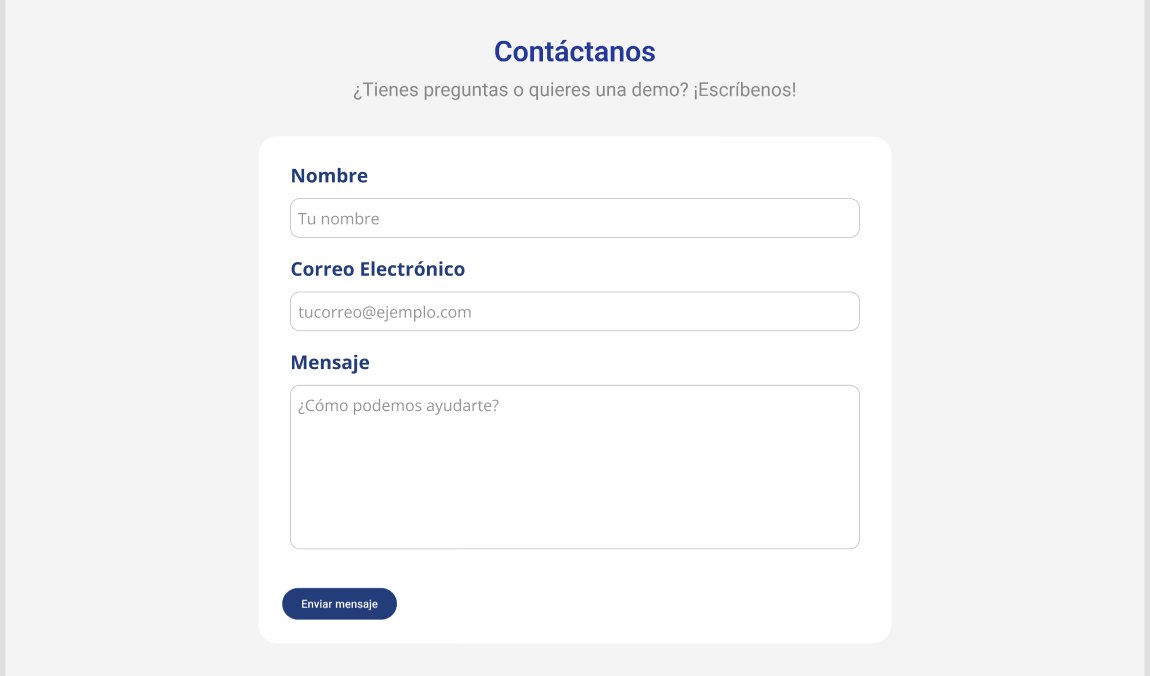 Contáctanos
¿Tienes preguntas o quieres una demo? ¡Escríbenos!
Nombre
Tu nombre
Correo Electrónico
tucorreo@ejemplo.com
Mensaje
¿Cómo podemos ayudarte?
Enviar mensaje